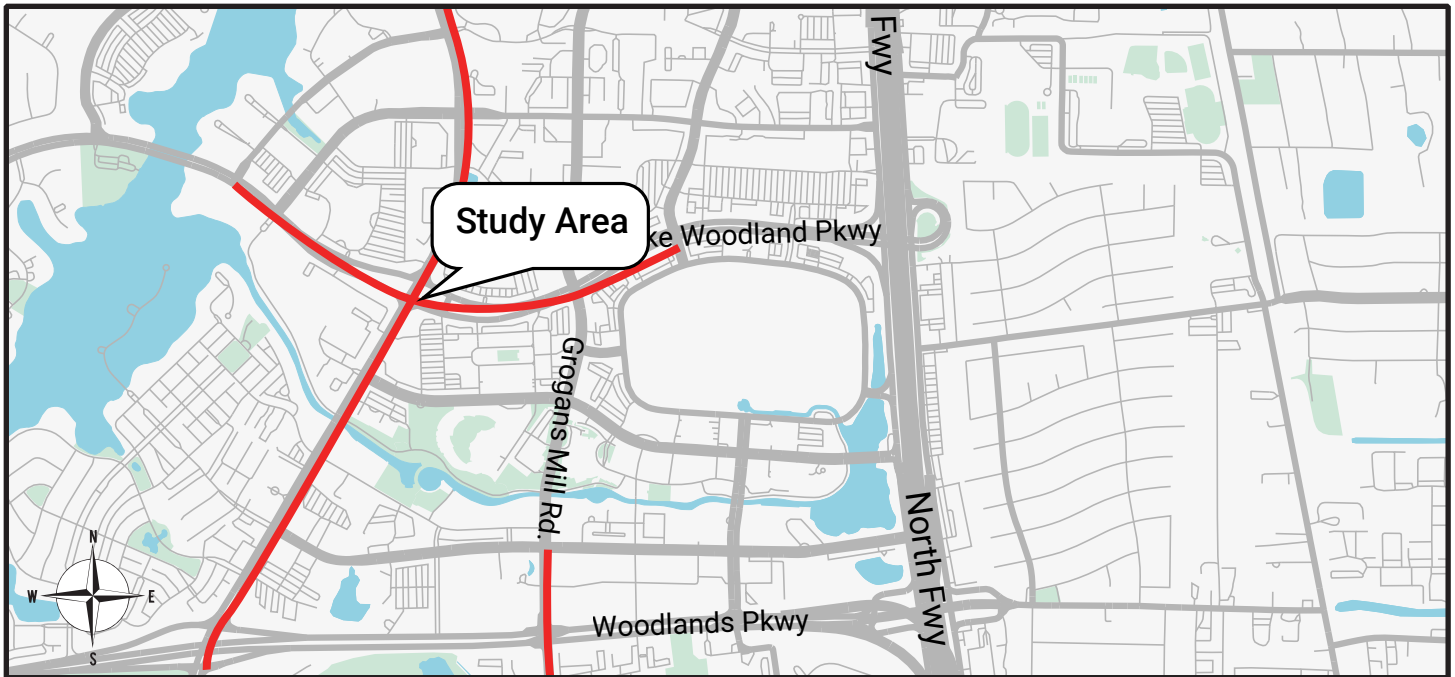 Fwy
Study Area
ke Woodland Pkwy
Grogans Mill Rd.
North Fwy
Woodlands Pkwy
N
W
E
S